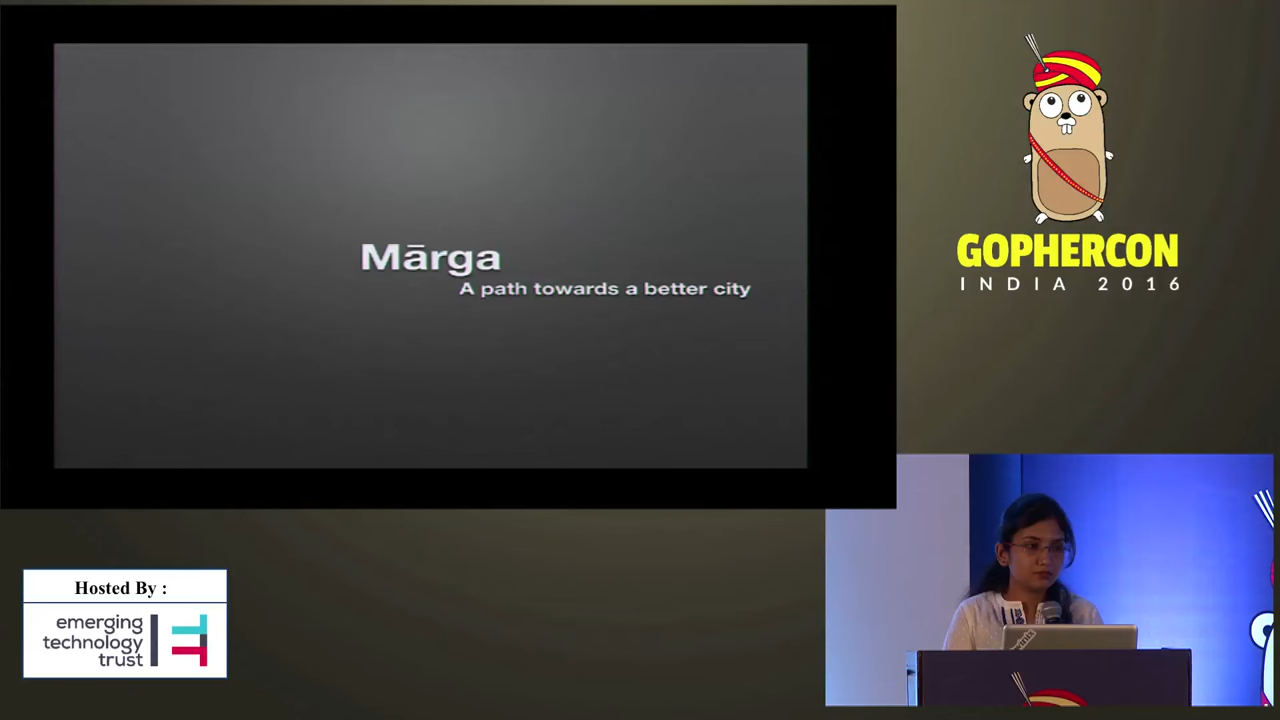 Mārga
A path towards a better city
GOPHERCON
INDIA 2016
Hosted By :
emerging
technology
trust